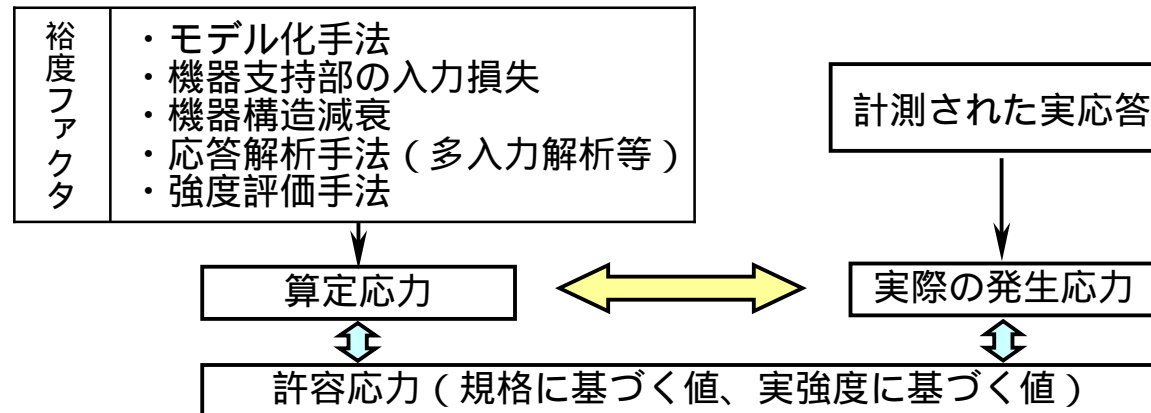 裕度ファクタ
・モデル化手法
・機器支持部の入力損失
・機器構造減衰
・応答解析手法(多入力解析等)
・強度評価手法
計測された実応答
算定応力
実際の発生応力
許容応力(規格に基づく値、実強度に基づく値)